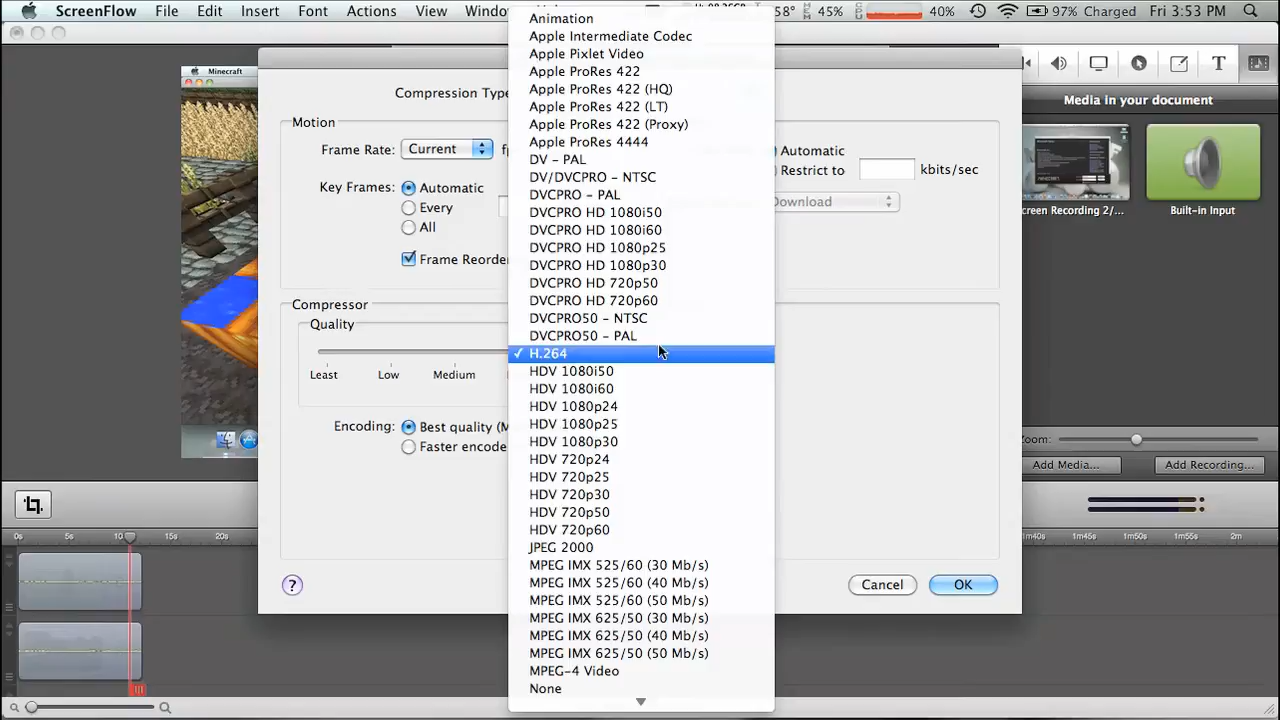 ScreenFlow File Edit Insert Font Actions View Windo 58° 45% 40% 97% Charged Fri 3:53 PM
Minecraft
Media in your document
creen Recording 2/...
Built-in Input
Zoom:
Add Media...
Add Recording...
Compression Type
Motion
Frame Rate: Current fp
Key Frames: Automatic
Every
All
Frame Reorde
Automatic
Restrict to kbits/sec
Download
Compressor
Quality
Least Low Medium
Encoding: Best quality (M
Faster encode
?
Cancel
OK
Animation
Apple Intermediate Codec
Apple Pixlet Video
Apple ProRes 422
Apple ProRes 422 (HQ)
Apple ProRes 422 (LT)
Apple ProRes 422 (Proxy)
Apple ProRes 4444
DV – PAL
DV/DVCPRO – NTSC
DVCPRO – PAL
DVCPRO HD 1080i50
DVCPRO HD 1080i60
DVCPRO HD 1080p25
DVCPRO HD 1080p30
DVCPRO HD 720p50
DVCPRO HD 720p60
DVCPRO50 – NTSC
DVCPRO50 – PAL
✓ H.264
HDV 1080i50
HDV 1080i60
HDV 1080p24
HDV 1080p25
HDV 1080p30
HDV 720p24
HDV 720p25
HDV 720p30
HDV 720p50
HDV 720p60
JPEG 2000
MPEG IMX 525/60 (30 Mb/s)
MPEG IMX 525/60 (40 Mb/s)
MPEG IMX 525/60 (50 Mb/s)
MPEG IMX 625/50 (30 Mb/s)
MPEG IMX 625/50 (40 Mb/s)
MPEG IMX 625/50 (50 Mb/s)
MPEG-4 Video
None
0s 5s 10 15s 20s 1m40s 1m45s 1m50s 1m55s 2m